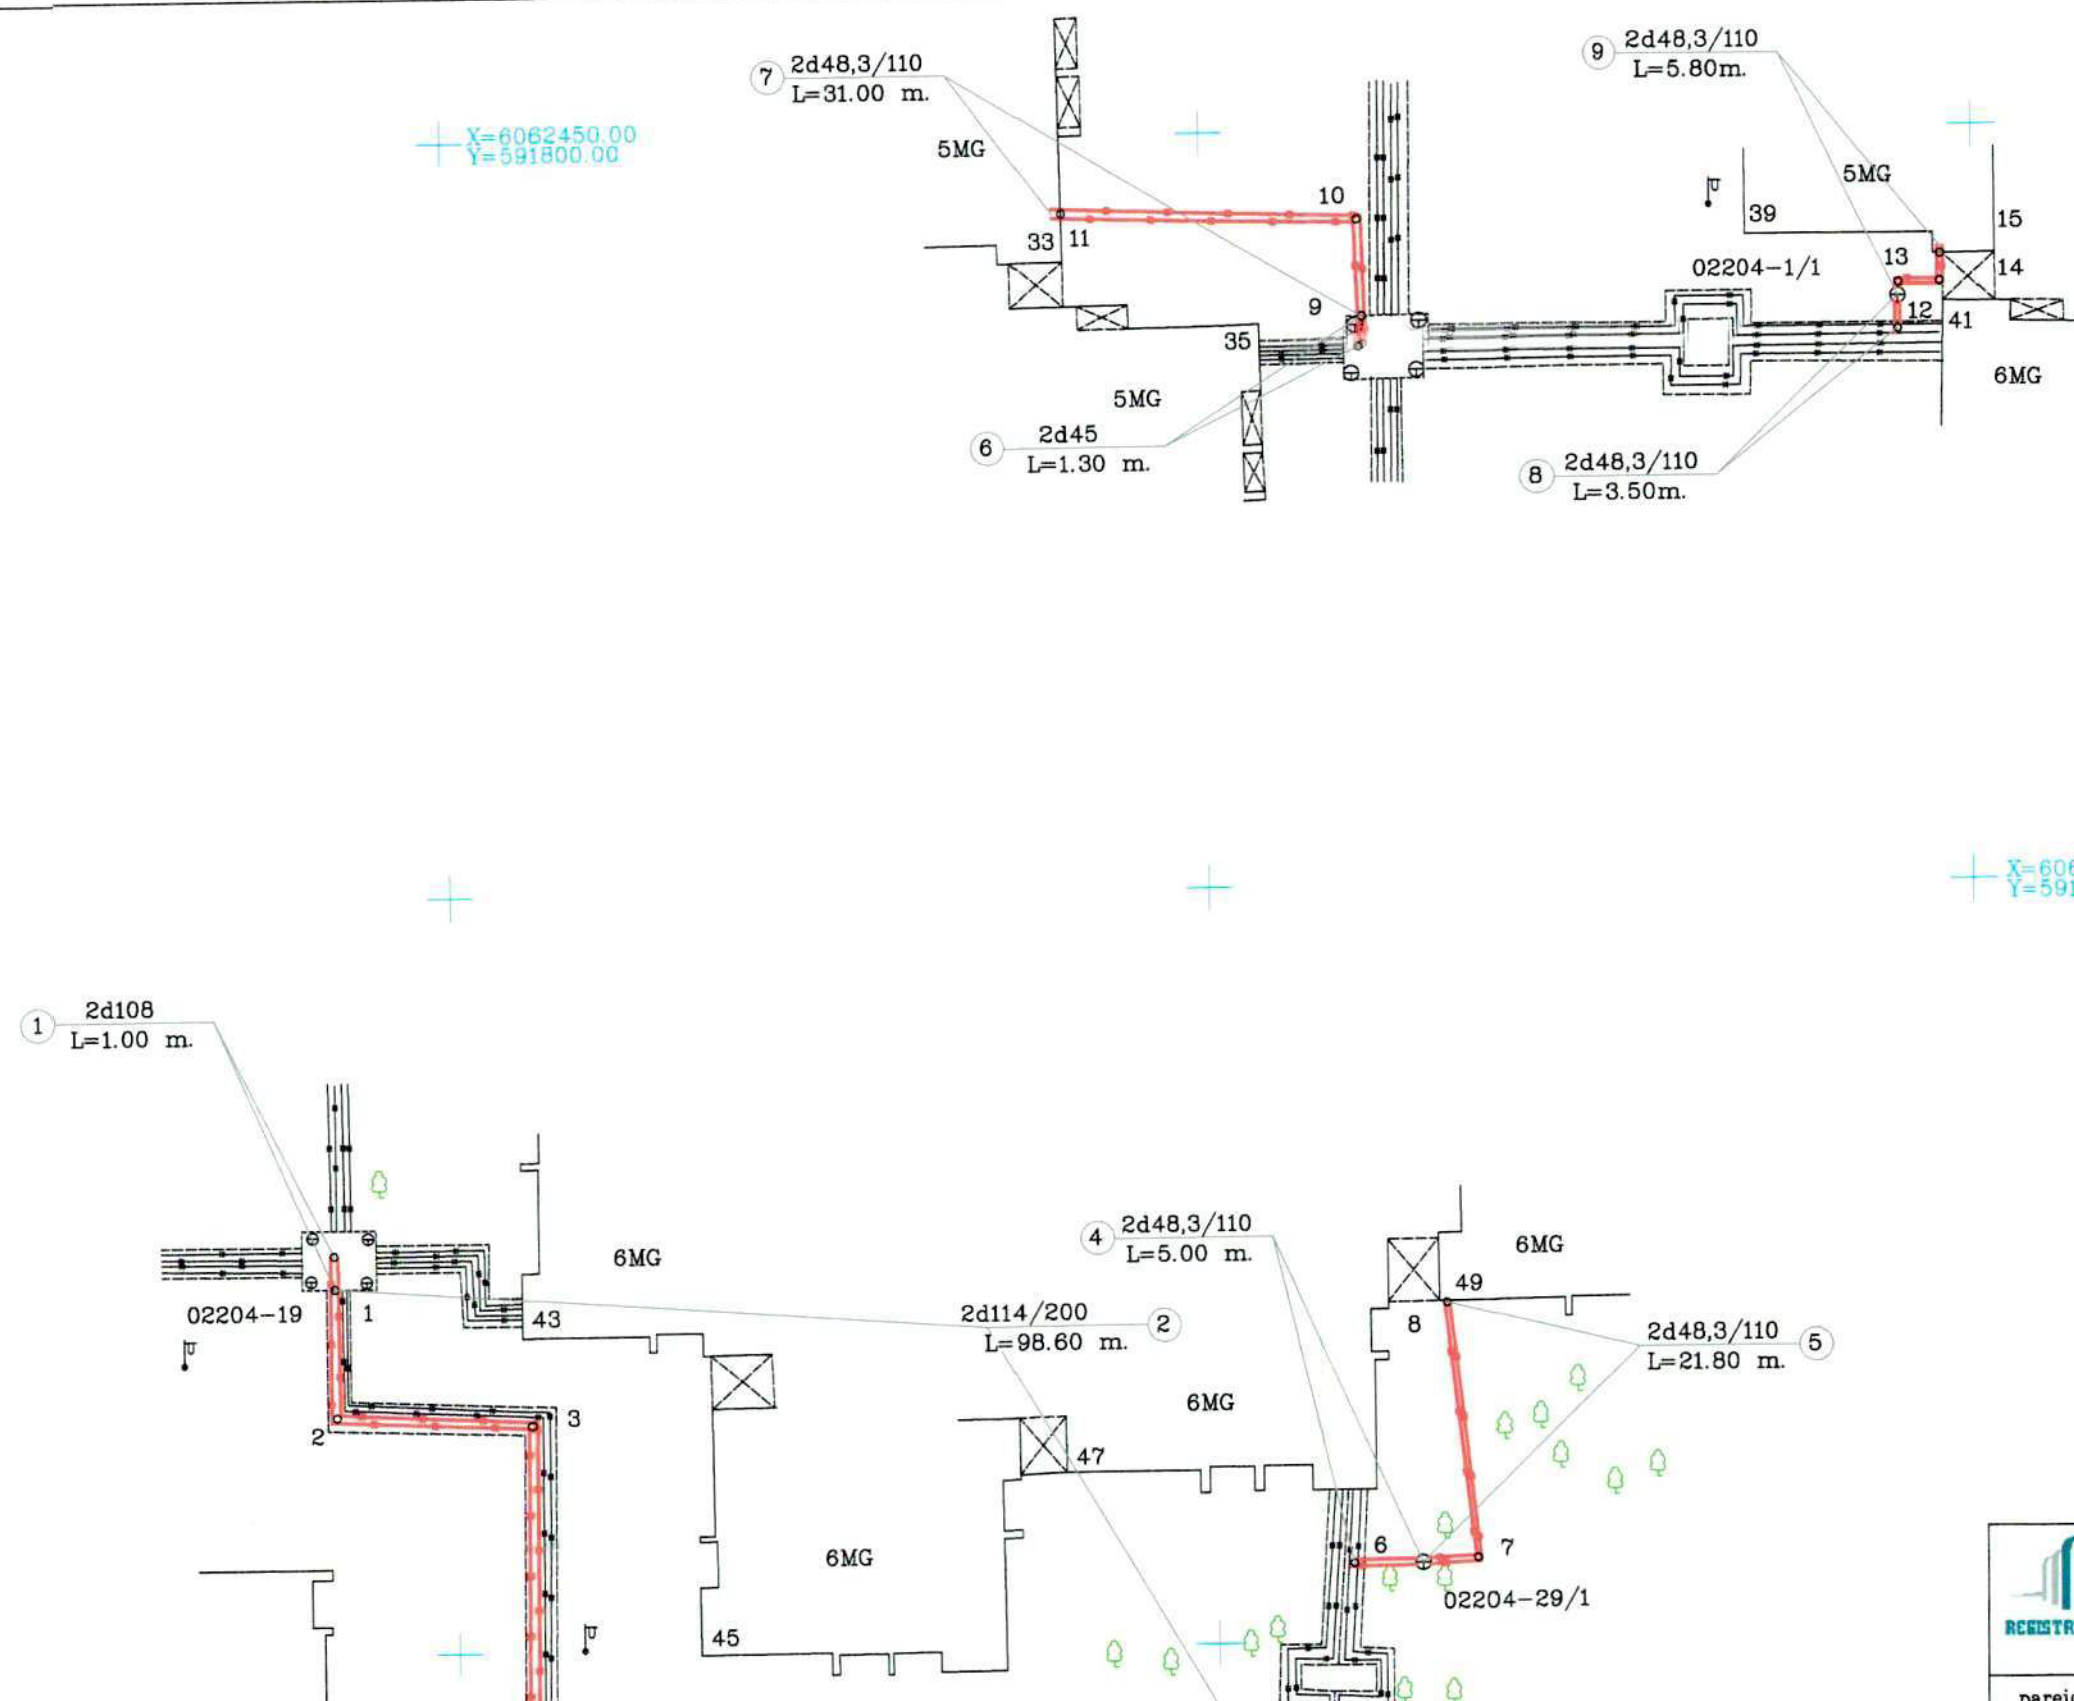 7
2d48,3/110
L=31.00 m.
9
2d48,3/110
L=5.80m.
X=6062450.00
Y=591800.00
5MG
5MG
10
39
15
33
11
13
14
02204-1/1
9
12
41
35
6MG
5MG
6
2d45
L=1.30 m.
8
2d48,3/110
L=3.50m.
X=606
Y=591
1
2d108
L=1.00 m.
4
2d48,3/110
L=5.00 m.
6MG
6MG
49
02204-19
1
43
2d114/200
L=98.60 m.
2
8
2d48,3/110
L=21.80 m.
5
6MG
3
2
47
6MG
6
7
02204-29/1
45
REGISTR
pareig